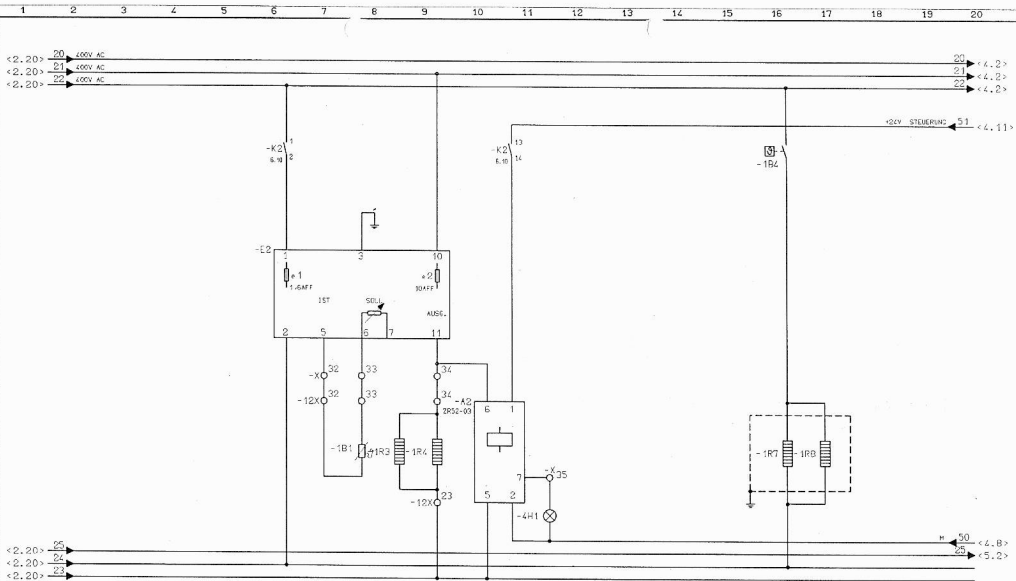 1 2 3 4 5 6 7 8 9 10 11 12 13 14 15 16 17 18 19 20
<2.20> 20 400V AC 20 <4.2>
<2.20> 21 400V AC 21 <4.2>
<2.20> 22 400V AC 22 <4.2>
+24V STEUERUNG 51 <4.11>
-K2 1
6.10 2
-K2 13
6.10 14
-1B4
-E2
1 3 10
1 2
1.6AFF 10AFF
IST SOLL
AUSG.
2 5 6 7 11
-X 32 33 34
-12X 32 33 34
-A2
ZRS2-03
6 1
-1B1 -1R3 -1R4
-1R7 -1R8
7 -X 35
5 2
-12X 23
-4H1
M 50 <4.8>
<2.20> 25 25 <5.2>
<2.20> 24
<2.20> 23